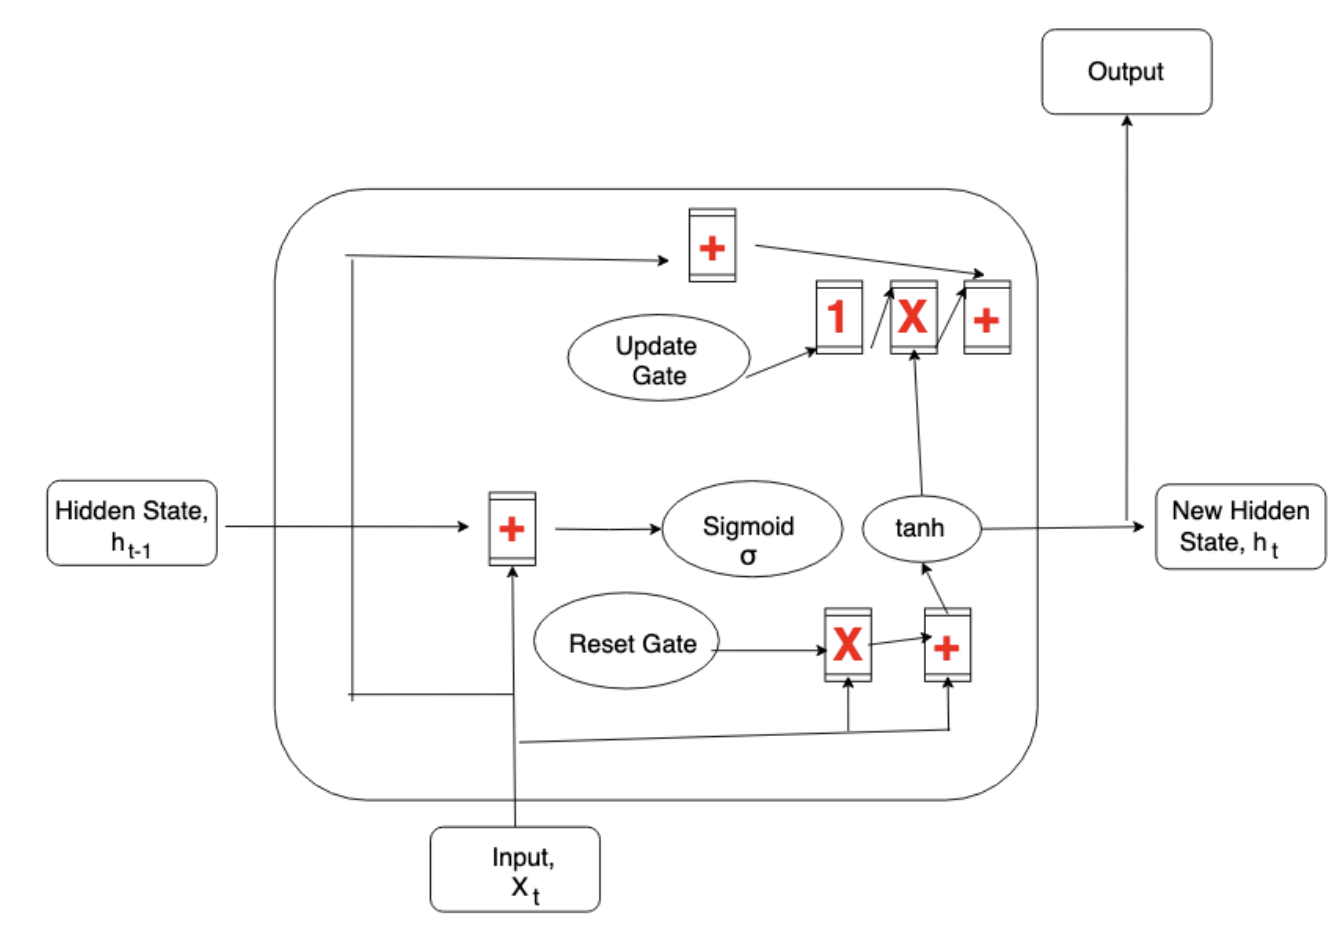 Output
+
Update
Gate
1
X
+
Hidden State,
h t-1
+
Sigmoid
σ
tanh
New Hidden
State, h t
Reset Gate
X
+
Input,
X t